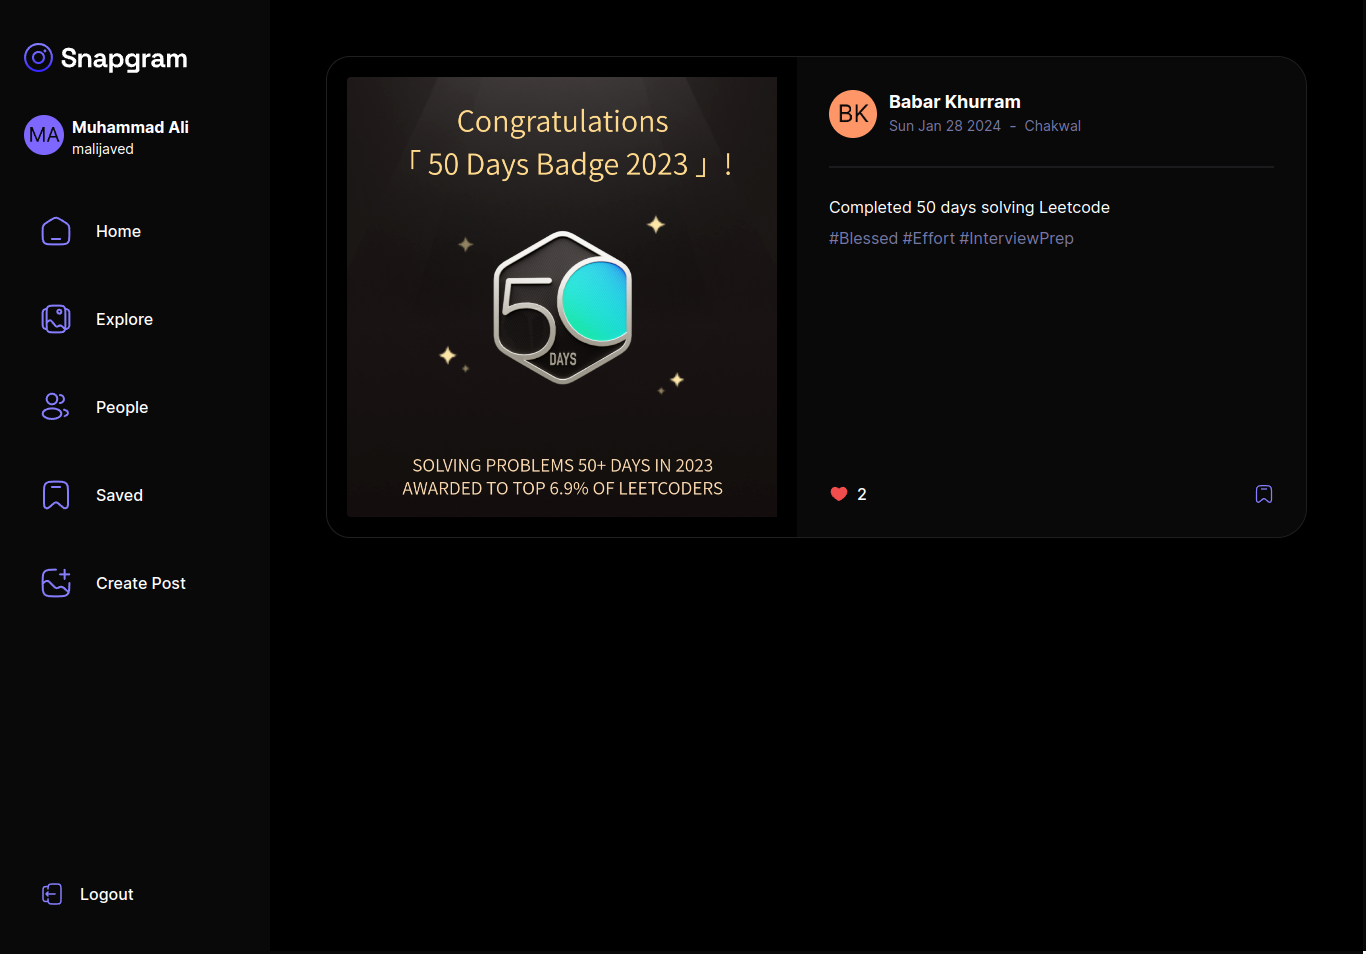 Snapgram
MA
Muhammad Ali
malijaved
Home
Explore
People
Saved
Create Post
Logout
Congratulations
「 50 Days Badge 2023 」!
50
DAYS
SOLVING PROBLEMS 50+ DAYS IN 2023
AWARDED TO TOP 6.9% OF LEETCODERS
BK
Babar Khurram
Sun Jan 28 2024 - Chakwal
Completed 50 days solving Leetcode
#Blessed #Effort #InterviewPrep
2